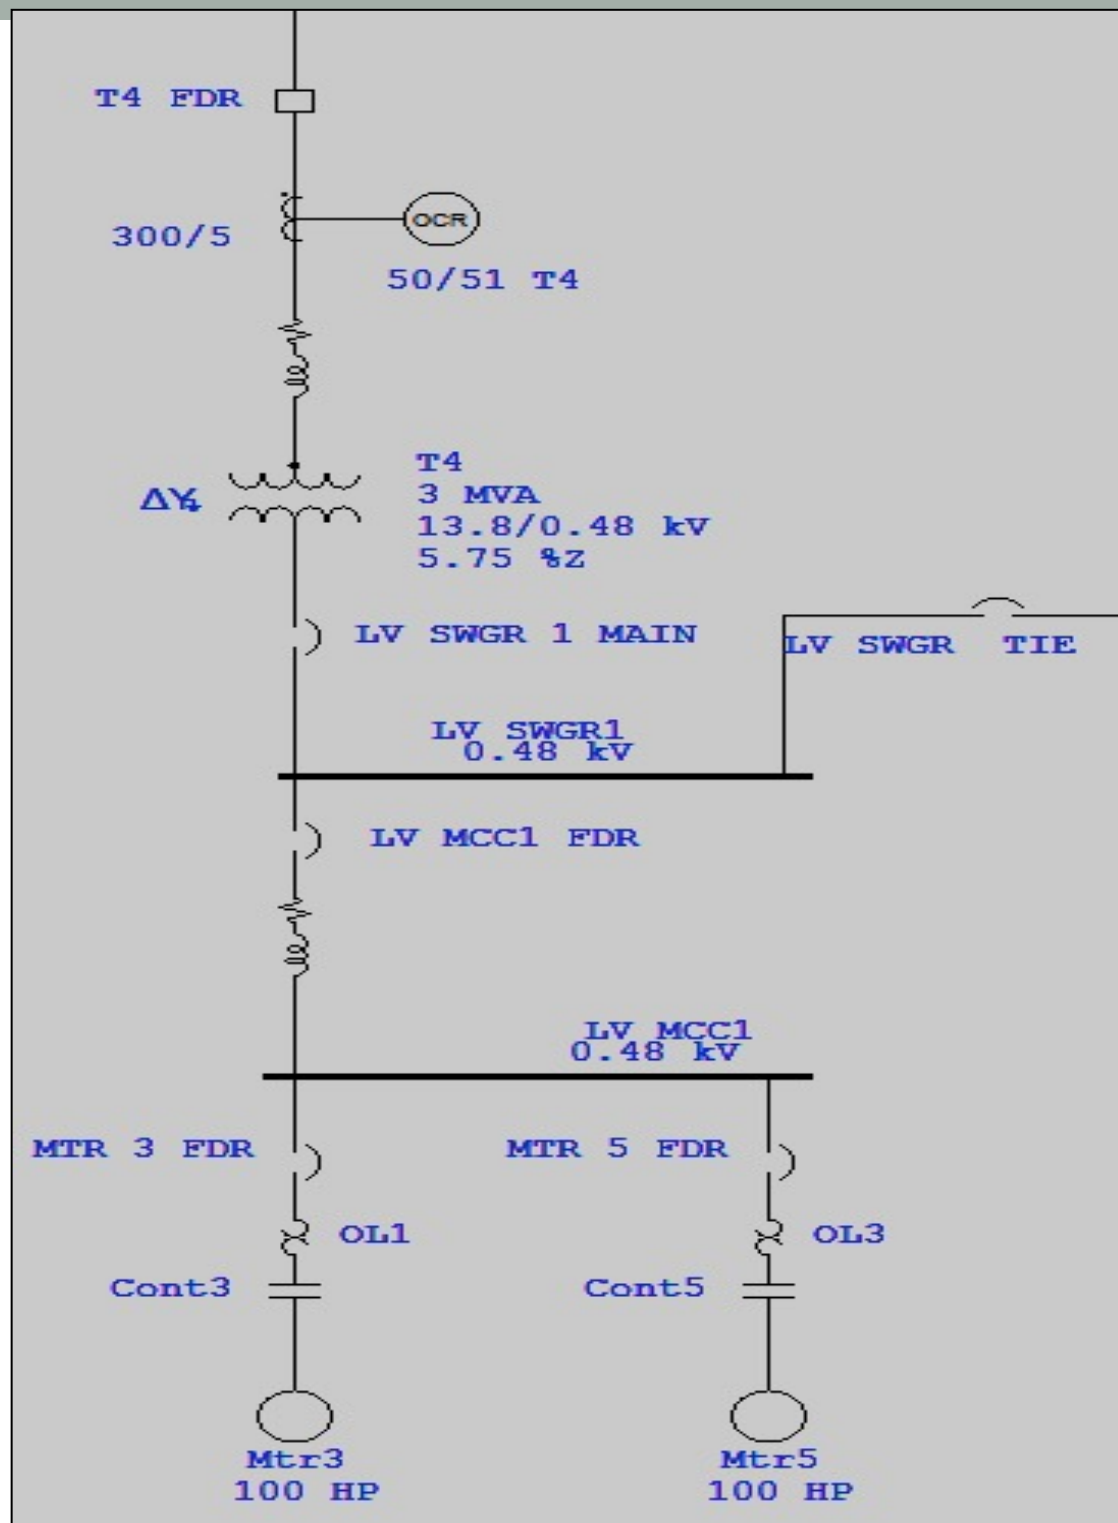 T4 FDR
OCR
300/5
50/51 T4
T4
3 MVA
ΔY
13.8/0.48 kV
5.75 %Z
LV SWGR 1 MAIN
LV SWGR TIE
LV SWGR1
0.48 kV
LV MCC1 FDR
LV MCC1
0.48 kV
MTR 3 FDR
MTR 5 FDR
OL1
OL3
Cont3
Cont5
Mtr3
100 HP
Mtr5
100 HP